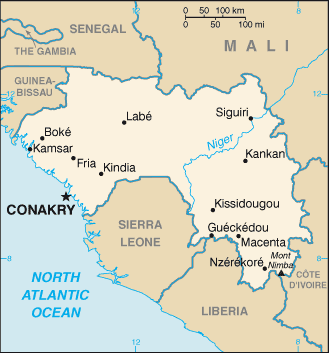 0 50 100 km
0 50 100 mi
SENEGAL
THE GAMBIA
MALI
GUINEA-
BISSAU
12
12
Labé
Siguiri
Boké
Niger
Kamsar
Fria
Kindia
Kankan
CONAKRY
Kissidougou
SIERRA
LEONE
Guéckédou
Macenta
Mont
Nimba
Nzérékoré
CÔTE
D'IVOIRE
8
8
NORTH
ATLANTIC
OCEAN
LIBERIA
12
8